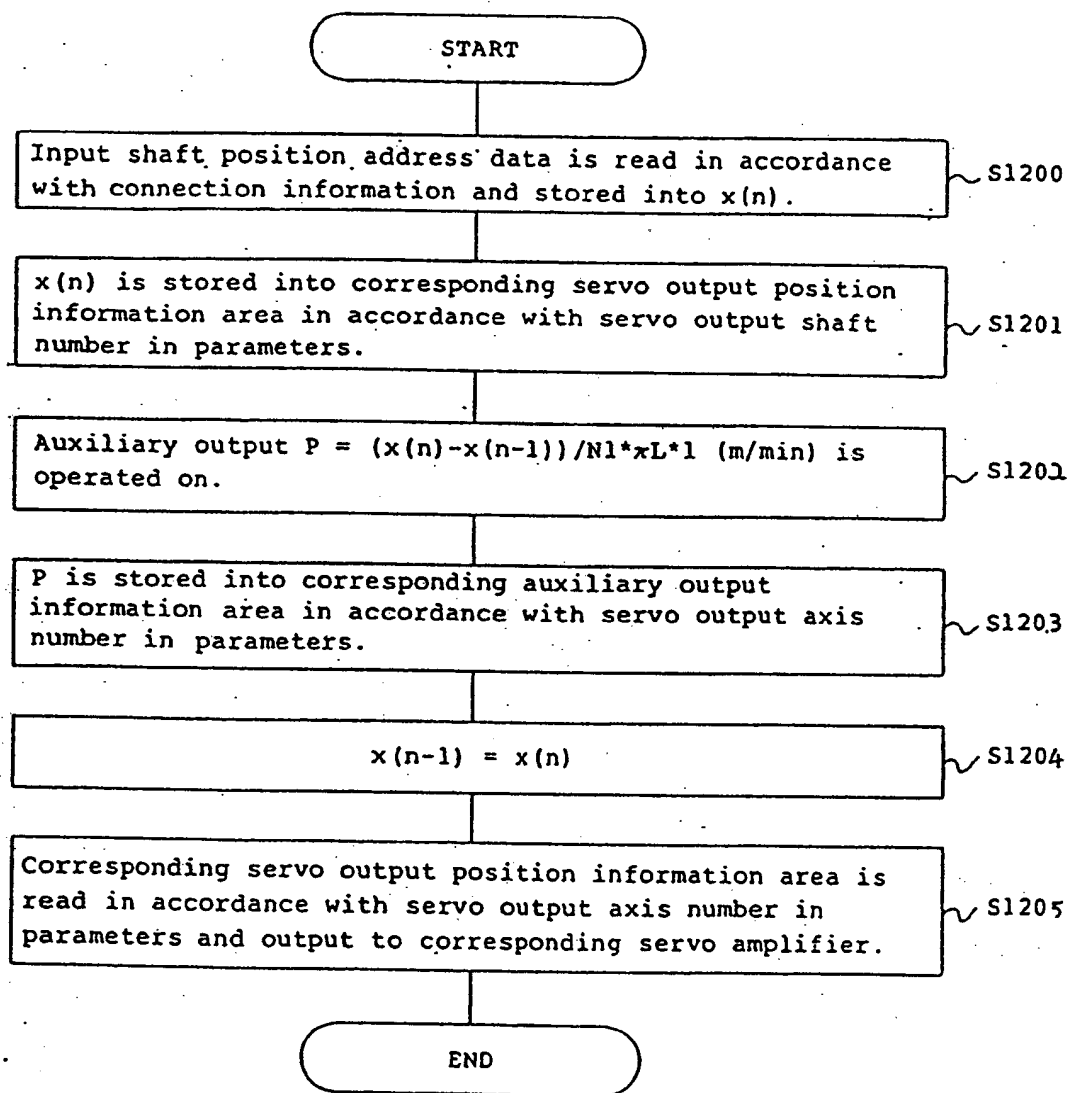 START
Input shaft position address data is read in accordance
with connection information and stored into x(n).
S1200
x(n) is stored into corresponding servo output position
information area in accordance with servo output shaft
number in parameters.
S1201
Auxiliary output P = (x(n)-x(n-1))/N1*πL*1 (m/min) is
operated on.
S1202
P is stored into corresponding auxiliary output
information area in accordance with servo output axis
number in parameters.
S1203
x(n-1) = x(n)
S1204
Corresponding servo output position information area is
read in accordance with servo output axis number in
parameters and output to corresponding servo amplifier.
S1205
END